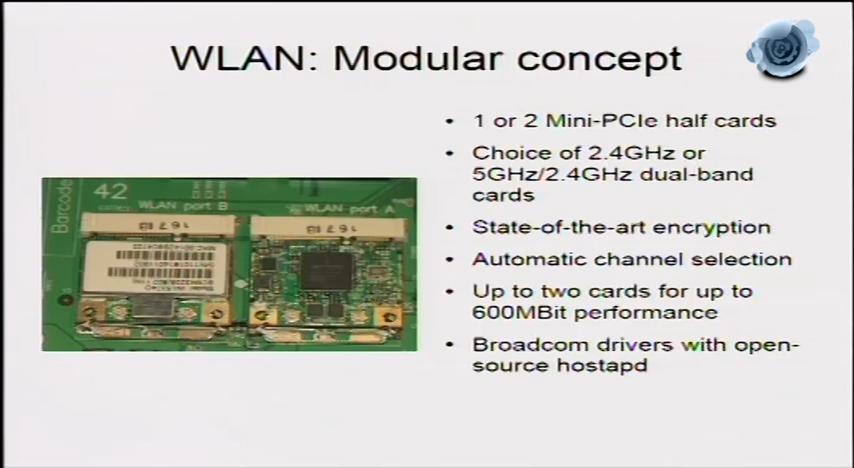 WLAN: Modular concept
• 1 or 2 Mini-PCIe half cards
• Choice of 2.4GHz or
5GHz/2.4GHz dual-band
cards
• State-of-the-art encryption
• Automatic channel selection
• Up to two cards for up to
600MBit performance
• Broadcom drivers with open-
source hostapd
Barcode
42
WLAN port B
WLAN port A